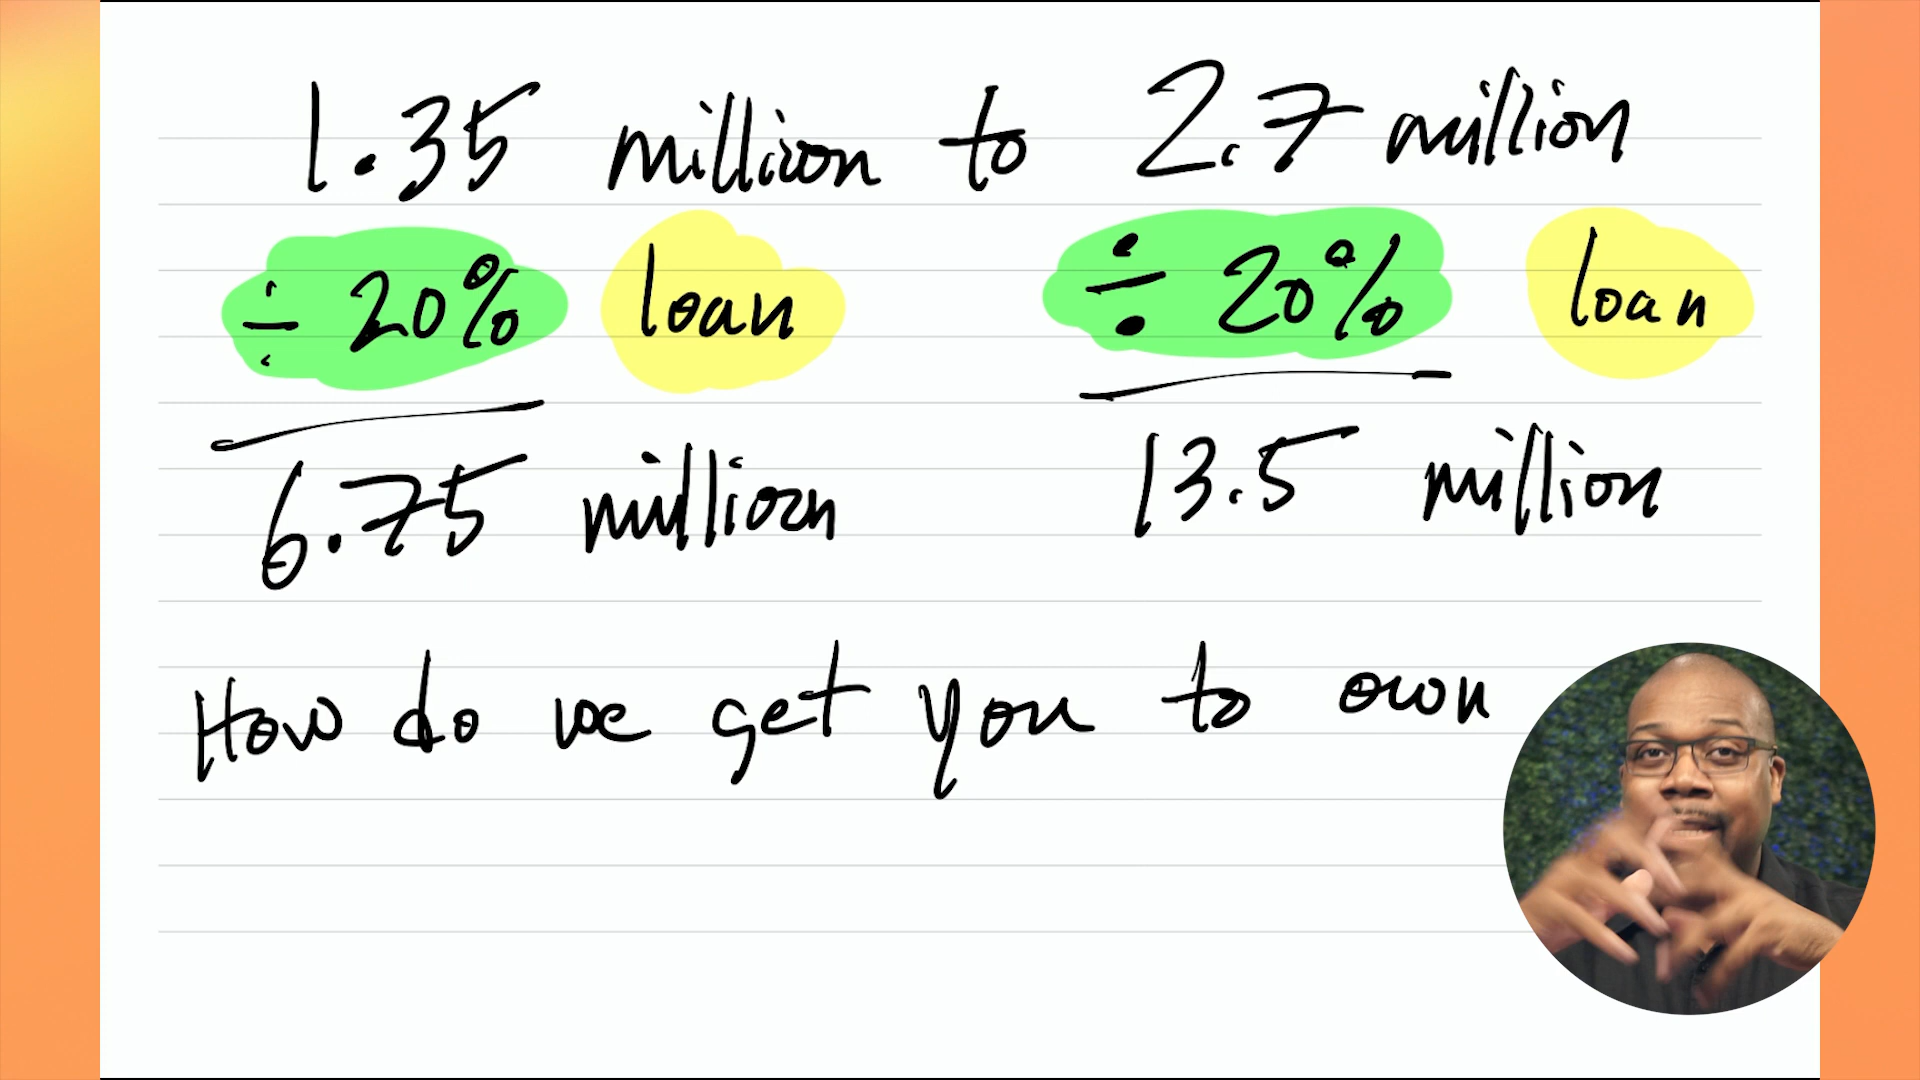 1.35 million to 2.7 million
÷ 20% loan ÷ 20% loan
6.75 million 13.5 million
How do we get you to own